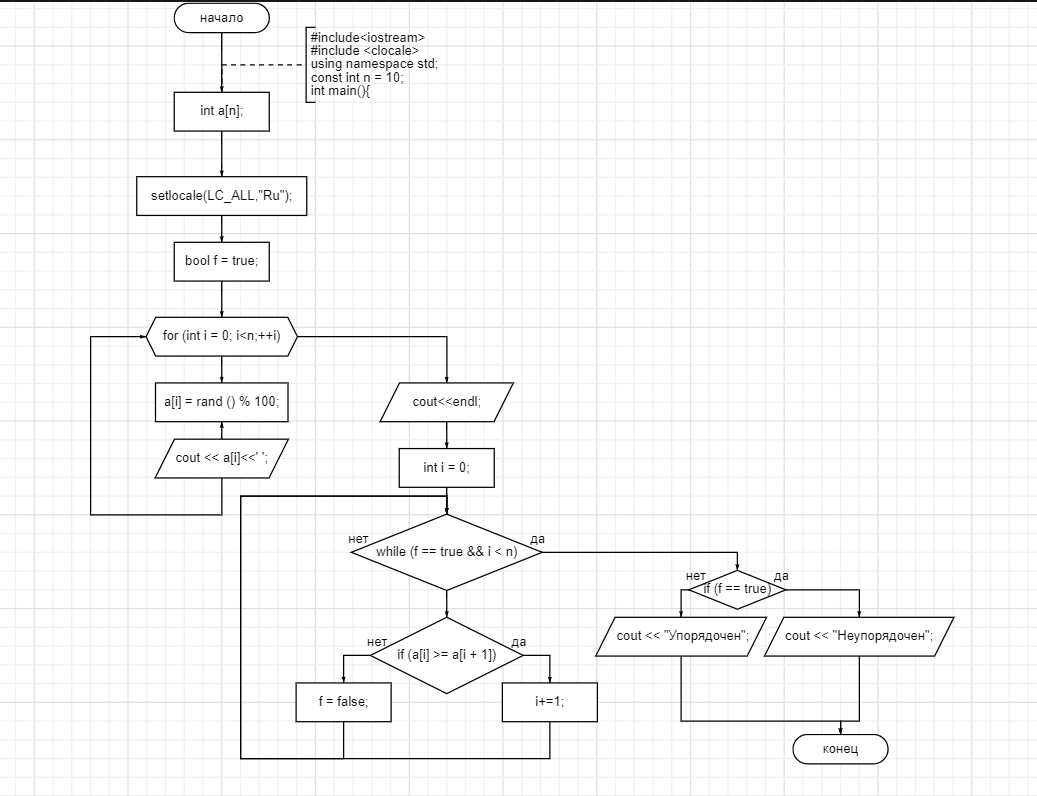 начало
#include<iostream>
#include <clocale>
using namespace std;
const int n = 10;
int main(){
int a[n];
setlocale(LC_ALL,"Ru");
bool f = true;
for (int i = 0; i<n;++i)
a[i] = rand () % 100;
cout << a[i]<<' ';
cout<<endl;
int i = 0;
нет
да
while (f == true && i < n)
нет
да
if (f == true)
cout << "Упорядочен";
cout << "Неупорядочен";
нет
да
if (a[i] >= a[i + 1])
f = false;
i+=1;
конец